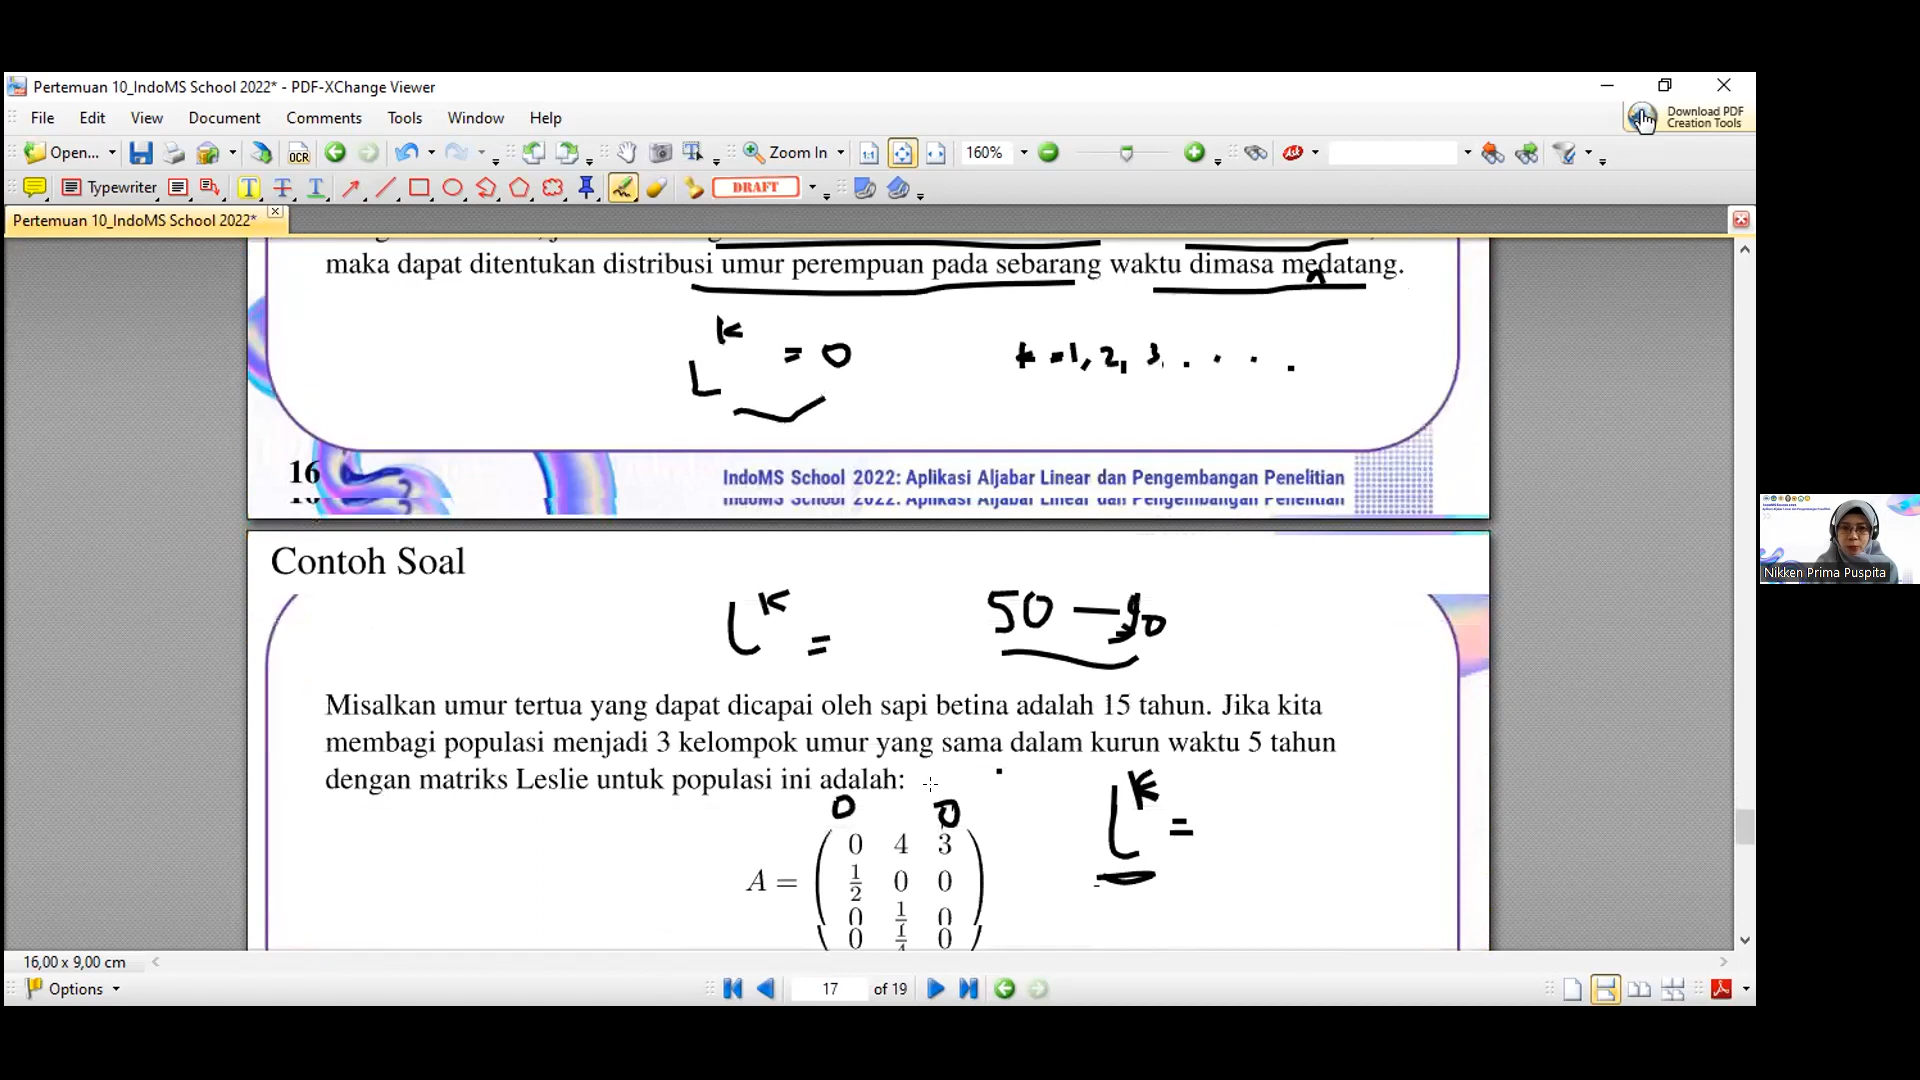 Pertemuan 10_IndoMS School 2022* - PDF-XChange Viewer
File Edit View Document Comments Tools Window Help
Download PDF
Creation Tools
Open... OCR Zoom In 1:1 160% Ask
Typewriter T T T DRAFT
Pertemuan 10_IndoMS School 2022*
maka dapat ditentukan distribusi umur perempuan pada sebarang waktu dimasa medatang.
n
L^k = 0 k = 1, 2, 3. . . . .
16 IndoMS School 2022: Aplikasi Aljabar Linear dan Pengembangan Penelitian
Contoh Soal
L^k =
Misalkan umur tertua yang dapat dicapai oleh sapi betina adalah 15 tahun. Jika kita
membagi populasi menjadi 3 kelompok umur yang sama dalam kurun waktu 5 tahun
dengan matriks Leslie untuk populasi ini adalah:
0 0
L^k =
0 4 3
A = 1/2 0 0
0 1/4 0
Nikken Prima Puspita
16,00 x 9,00 cm
Options 17 of 19